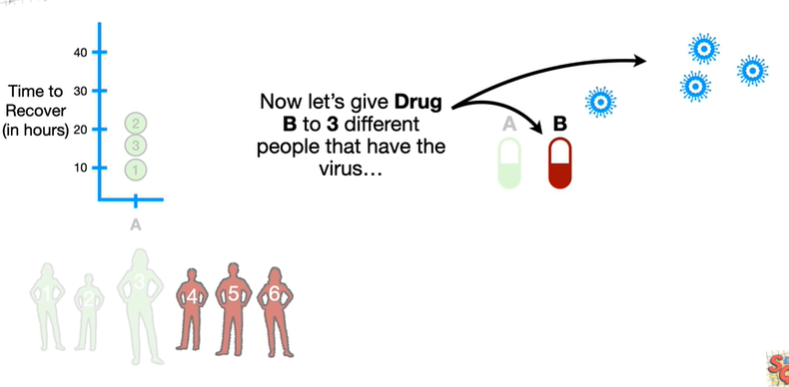 40
Time to 30
Recover
(in hours) 20
10
2
3
1
A
Now let's give Drug
B to 3 different
people that have the
virus…
A B
1 2 3 4 5 6